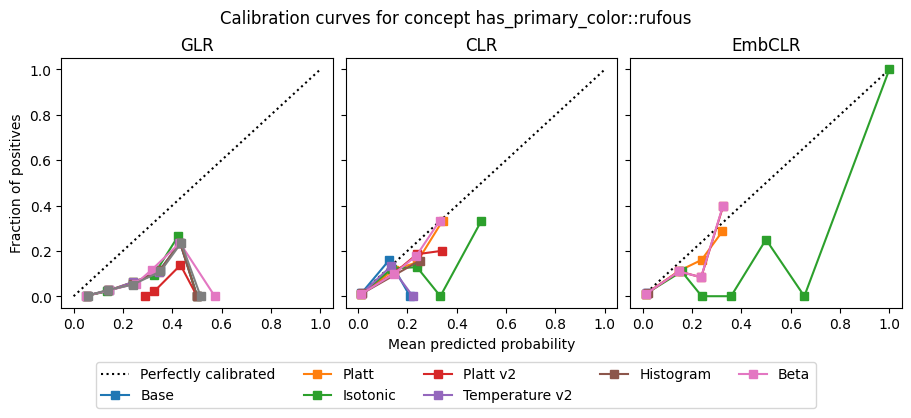 Calibration curves for concept has_primary_color::rufous
GLR
CLR
EmbCLR
Fraction of positives
1.0
0.8
0.6
0.4
0.2
0.0
0.0 0.2 0.4 0.6 0.8 1.0
0.0 0.2 0.4 0.6 0.8 1.0
0.0 0.2 0.4 0.6 0.8 1.0
Mean predicted probability
Perfectly calibrated
Base
Platt
Isotonic
Platt v2
Temperature v2
Histogram
Beta